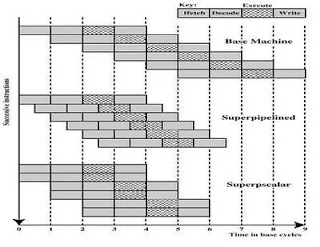 Key: Execute
Ifetch Decode Write
Base Machine
Successive instructions
Superpipelined
Superpscalar
0 1 2 3 4 5 6 7 8 9
Time in base cycles